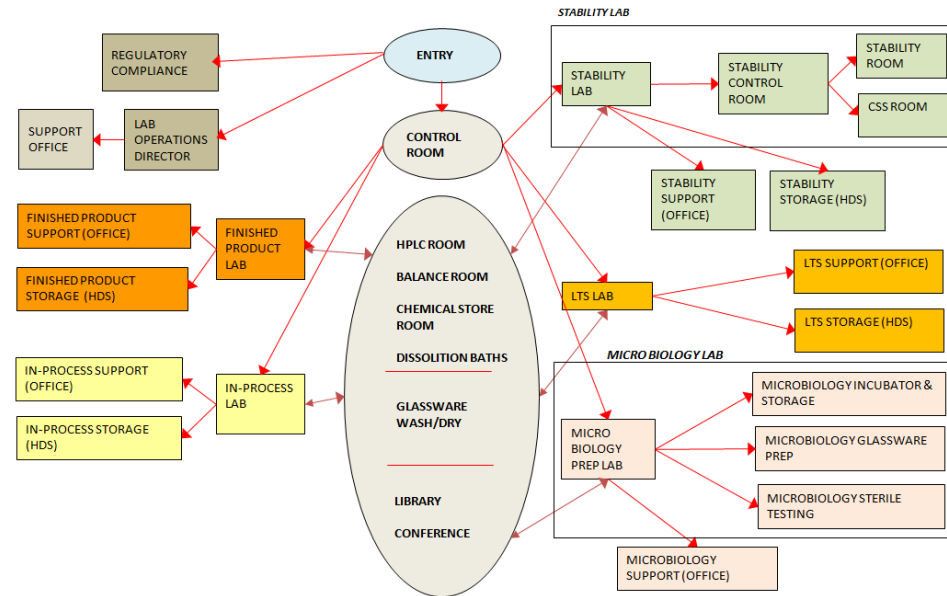 STABILITY LAB
ENTRY
REGULATORY
COMPLIANCE
SUPPORT
OFFICE
LAB
OPERATIONS
DIRECTOR
CONTROL
ROOM
STABILITY
LAB
STABILITY
CONTROL
ROOM
STABILITY
ROOM
CSS ROOM
STABILITY
SUPPORT
(OFFICE)
STABILITY
STORAGE (HDS)
FINISHED PRODUCT
SUPPORT (OFFICE)
FINISHED PRODUCT
STORAGE (HDS)
FINISHED
PRODUCT
LAB
HPLC ROOM
BALANCE ROOM
CHEMICAL STORE
ROOM
DISSOLITION BATHS
GLASSWARE
WASH/DRY
LIBRARY
CONFERENCE
LTS LAB
LTS SUPPORT (OFFICE)
LTS STORAGE (HDS)
IN-PROCESS SUPPORT
(OFFICE)
IN-PROCESS STORAGE
(HDS)
IN-PROCESS
LAB
MICRO BIOLOGY LAB
MICRO
BIOLOGY
PREP LAB
MICROBIOLOGY INCUBATOR &
STORAGE
MICROBIOLOGY GLASSWARE
PREP
MICROBIOLOGY STERILE
TESTING
MICROBIOLOGY
SUPPORT (OFFICE)